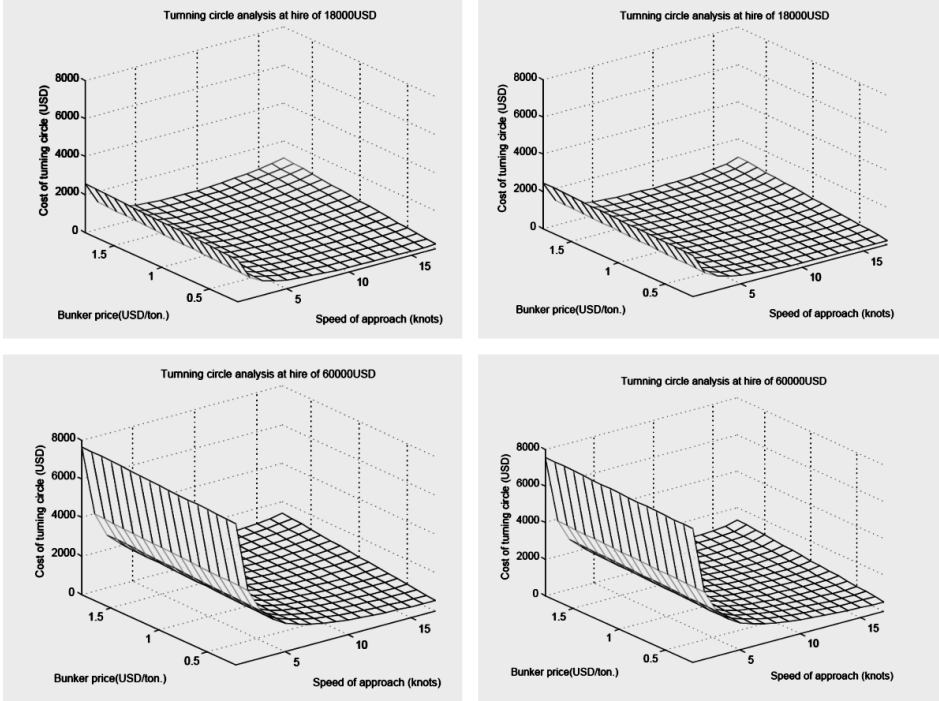 Turnning circle analysis at hire of 18000USD
Cost of turning circle (USD)
8000
6000
4000
2000
0
1.5
1
0.5
5
10
15
Bunker price(USD/ton.)
Speed of approach (knots)
Turnning circle analysis at hire of 18000USD
Cost of turning circle (USD)
8000
6000
4000
2000
0
1.5
1
0.5
5
10
15
Bunker price(USD/ton.)
Speed of approach (knots)
Turnning circle analysis at hire of 60000USD
Cost of turning circle (USD)
8000
6000
4000
2000
0
1.5
1
0.5
5
10
15
Bunker price(USD/ton.)
Speed of approach (knots)
Turnning circle analysis at hire of 60000USD
Cost of turning circle (USD)
8000
6000
4000
2000
0
1.5
1
0.5
5
10
15
Bunker price(USD/ton.)
Speed of approach (knots)